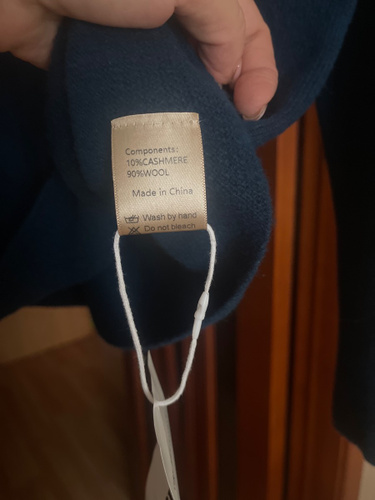 Components:
10%CASHMERE
90%WOOL
Made in China
Wash by hand
Do not bleach